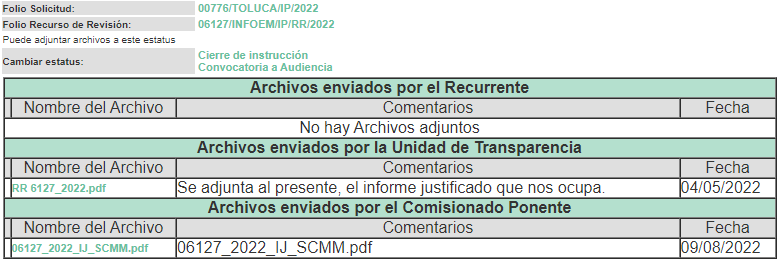 Folio Solicitud: 00776/TOLUCA/IP/2022
Folio Recurso de Revisión: 06127/INFOEM/IP/RR/2022
Puede adjuntar archivos a este estatus
Cambiar estatus: Cierre de instrucción
Convocatoria a Audiencia
Archivos enviados por el Recurrente
Nombre del Archivo Comentarios Fecha
No hay Archivos adjuntos
Archivos enviados por la Unidad de Transparencia
Nombre del Archivo Comentarios Fecha
RR 6127_2022.pdf Se adjunta al presente, el informe justificado que nos ocupa. 04/05/2022
Archivos enviados por el Comisionado Ponente
Nombre del Archivo Comentarios Fecha
06127_2022_IJ_SCMM.pdf 06127_2022_IJ_SCMM.pdf 09/08/2022